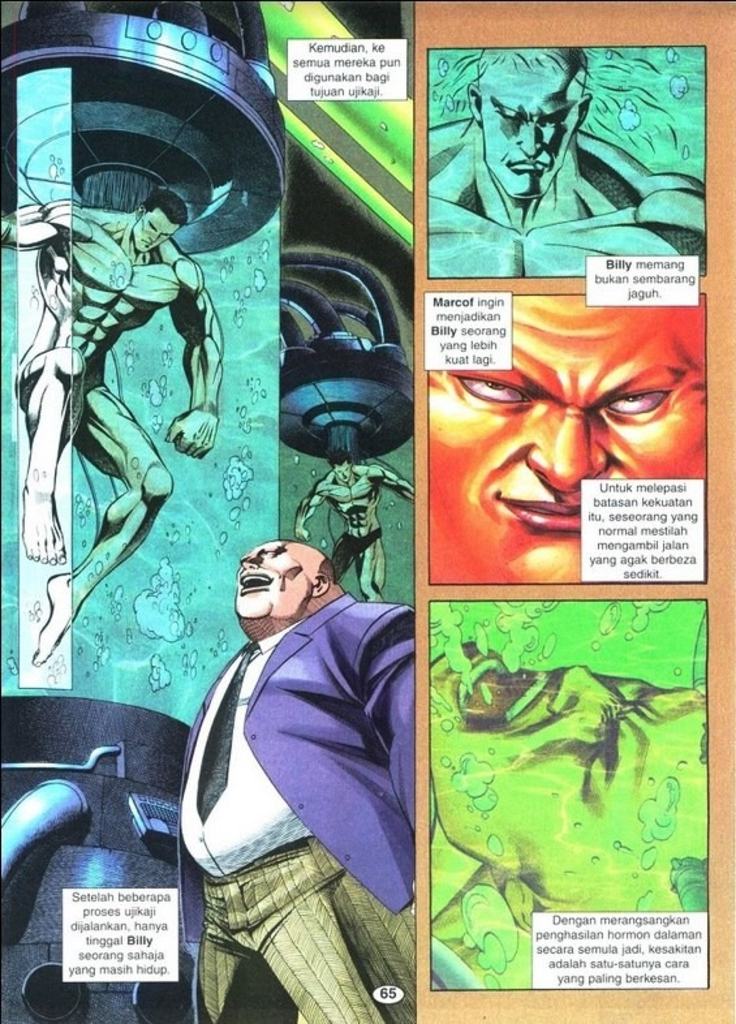 Kemudian, ke
semua mereka pun
digunakan bagi
tujuan ujikaji.
Setelah beberapa
proses ujikaji
dijalankan, hanya
tinggal Billy
seorang sahaja
yang masih hidup.
65
Billy memang
bukan sembarang
jaguh.
Marcof ingin
menjadikan
Billy seorang
yang lebih
kuat lagi.
Untuk melepasi
batasan kekuatan
itu, seseorang yang
normal mestilah
mengambil jalan
yang agak berbeza
sedikit.
Dengan merangsangkan
penghasilan hormon dalaman
secara semula jadi, kesakitan
adalah satu-satunya cara
yang paling berkesan.